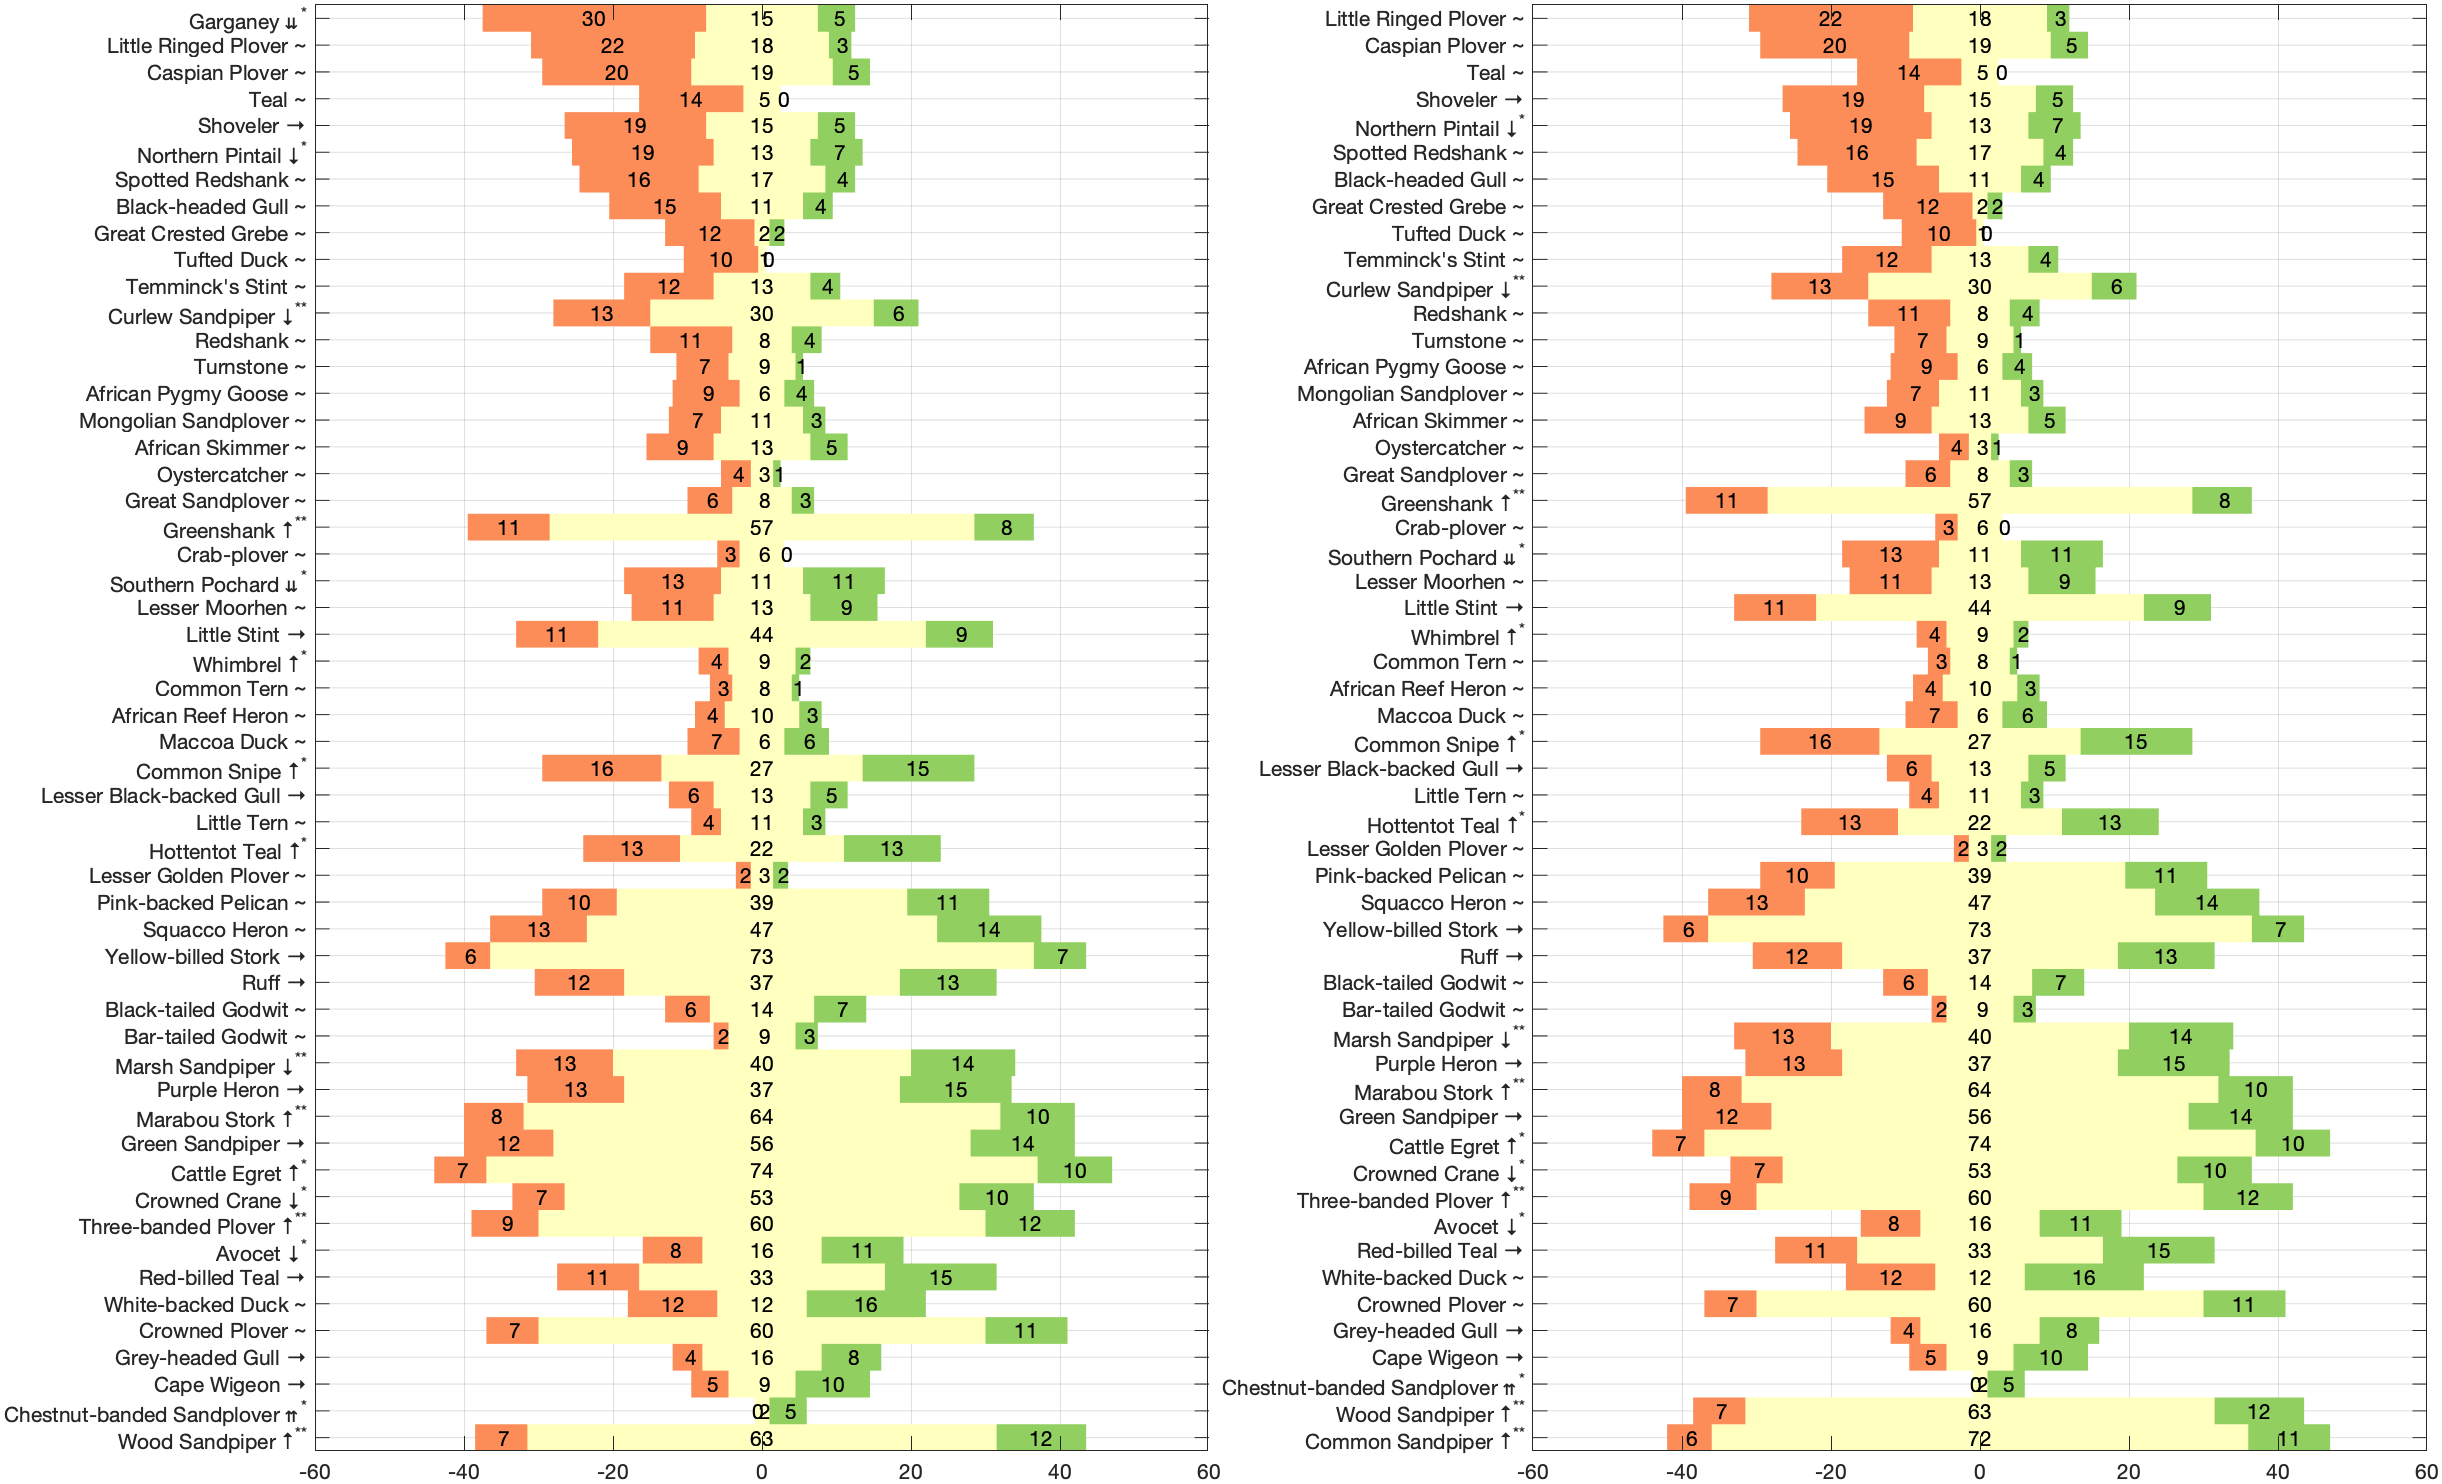 Garganey ⇊* 30 15 5
Little Ringed Plover ~ 22 18 3
Caspian Plover ~ 20 19 5
Teal ~ 14 5 0
Shoveler → 19 15 5
Northern Pintail ↓* 19 13 7
Spotted Redshank ~ 16 17 4
Black-headed Gull ~ 15 11 4
Great Crested Grebe ~ 12 2 2
Tufted Duck ~ 10 1 0
Temminck's Stint ~ 12 13 4
Curlew Sandpiper ↓** 13 30 6
Redshank ~ 11 8 4
Turnstone ~ 7 9 1
African Pygmy Goose ~ 9 6 4
Mongolian Sandplover ~ 7 11 3
African Skimmer ~ 9 13 5
Oystercatcher ~ 4 3 1
Great Sandplover ~ 6 8 3
Greenshank ↑** 11 57 8
Crab-plover ~ 3 6 0
Southern Pochard ⇊* 13 11 11
Lesser Moorhen ~ 11 13 9
Little Stint → 11 44 9
Whimbrel ↑* 4 9 2
Common Tern ~ 3 8 1
African Reef Heron ~ 4 10 3
Maccoa Duck ~ 7 6 6
Common Snipe ↑* 16 27 15
Lesser Black-backed Gull → 6 13 5
Little Tern ~ 4 11 3
Hottentot Teal ↑* 13 22 13
Lesser Golden Plover ~ 2 3 2
Pink-backed Pelican ~ 10 39 11
Squacco Heron ~ 13 47 14
Yellow-billed Stork → 6 73 7
Ruff → 12 37 13
Black-tailed Godwit ~ 6 14 7
Bar-tailed Godwit ~ 2 9 3
Marsh Sandpiper ↓** 13 40 14
Purple Heron → 13 37 15
Marabou Stork ↑** 8 64 10
Green Sandpiper → 12 56 14
Cattle Egret ↑* 7 74 10
Crowned Crane ↓* 7 53 10
Three-banded Plover ↑** 9 60 12
Avocet ↓* 8 16 11
Red-billed Teal → 11 33 15
White-backed Duck ~ 12 12 16
Crowned Plover ~ 7 60 11
Grey-headed Gull → 4 16 8
Cape Wigeon → 5 9 10
Chestnut-banded Sandplover ⇈* 0 2 5
Wood Sandpiper ↑** 7 63 12
-60 -40 -20 0 20 40 60
Little Ringed Plover ~ 22 18 3
Caspian Plover ~ 20 19 5
Teal ~ 14 5 0
Shoveler → 19 15 5
Northern Pintail ↓* 19 13 7
Spotted Redshank ~ 16 17 4
Black-headed Gull ~ 15 11 4
Great Crested Grebe ~ 12 2 2
Tufted Duck ~ 10 1 0
Temminck's Stint ~ 12 13 4
Curlew Sandpiper ↓** 13 30 6
Redshank ~ 11 8 4
Turnstone ~ 7 9 1
African Pygmy Goose ~ 9 6 4
Mongolian Sandplover ~ 7 11 3
African Skimmer ~ 9 13 5
Oystercatcher ~ 4 3 1
Great Sandplover ~ 6 8 3
Greenshank ↑** 11 57 8
Crab-plover ~ 3 6 0
Southern Pochard ⇊* 13 11 11
Lesser Moorhen ~ 11 13 9
Little Stint → 11 44 9
Whimbrel ↑* 4 9 2
Common Tern ~ 3 8 1
African Reef Heron ~ 4 10 3
Maccoa Duck ~ 7 6 6
Common Snipe ↑* 16 27 15
Lesser Black-backed Gull → 6 13 5
Little Tern ~ 4 11 3
Hottentot Teal ↑* 13 22 13
Lesser Golden Plover ~ 2 3 2
Pink-backed Pelican ~ 10 39 11
Squacco Heron ~ 13 47 14
Yellow-billed Stork → 6 73 7
Ruff → 12 37 13
Black-tailed Godwit ~ 6 14 7
Bar-tailed Godwit ~ 2 9 3
Marsh Sandpiper ↓** 13 40 14
Purple Heron → 13 37 15
Marabou Stork ↑** 8 64 10
Green Sandpiper → 12 56 14
Cattle Egret ↑* 7 74 10
Crowned Crane ↓* 7 53 10
Three-banded Plover ↑** 9 60 12
Avocet ↓* 8 16 11
Red-billed Teal → 11 33 15
White-backed Duck ~ 12 12 16
Crowned Plover ~ 7 60 11
Grey-headed Gull → 4 16 8
Cape Wigeon → 5 9 10
Chestnut-banded Sandplover ⇈* 0 2 5
Wood Sandpiper ↑** 7 63 12
Common Sandpiper ↑** 6 72 11
-60 -40 -20 0 20 40 60